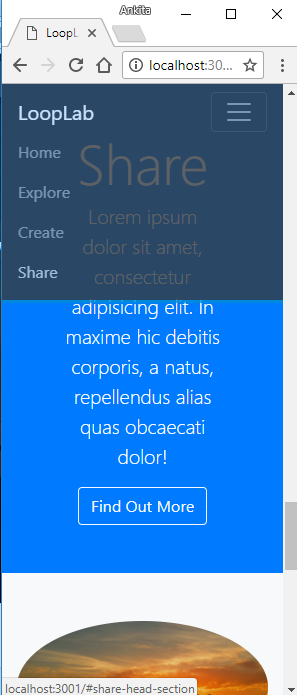 Ankita
LoopL
localhost:30...
LoopLab
Home
Explore
Create
Share
Share
Lorem ipsum
dolor sit amet,
consectetur
adipisicing elit. In
maxime hic debitis
corporis, a natus,
repellendus alias
quas obcaecati
dolor!
Find Out More
localhost:3001/#share-head-section